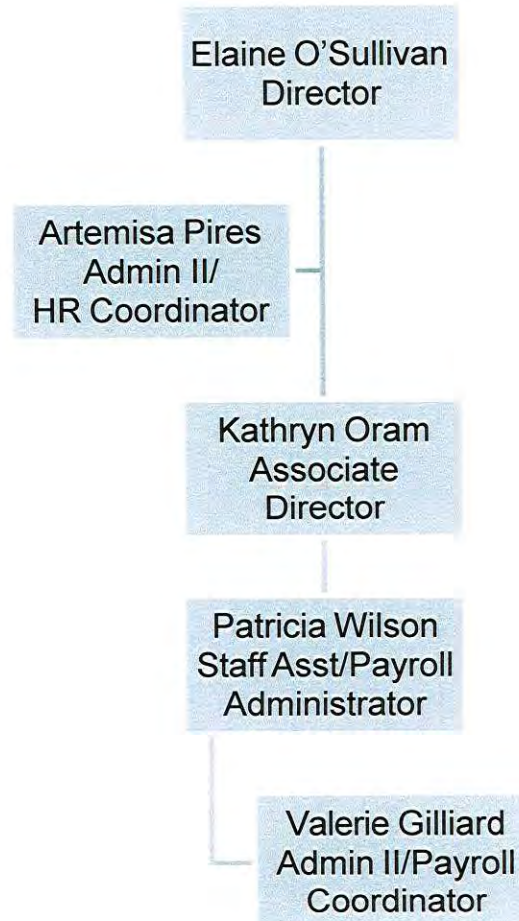 Elaine O'Sullivan
Director
Artemisa Pires
Admin II/
HR Coordinator
Kathryn Oram
Associate
Director
Patricia Wilson
Staff Asst/Payroll
Administrator
Valerie Gilliard
Admin II/Payroll
Coordinator